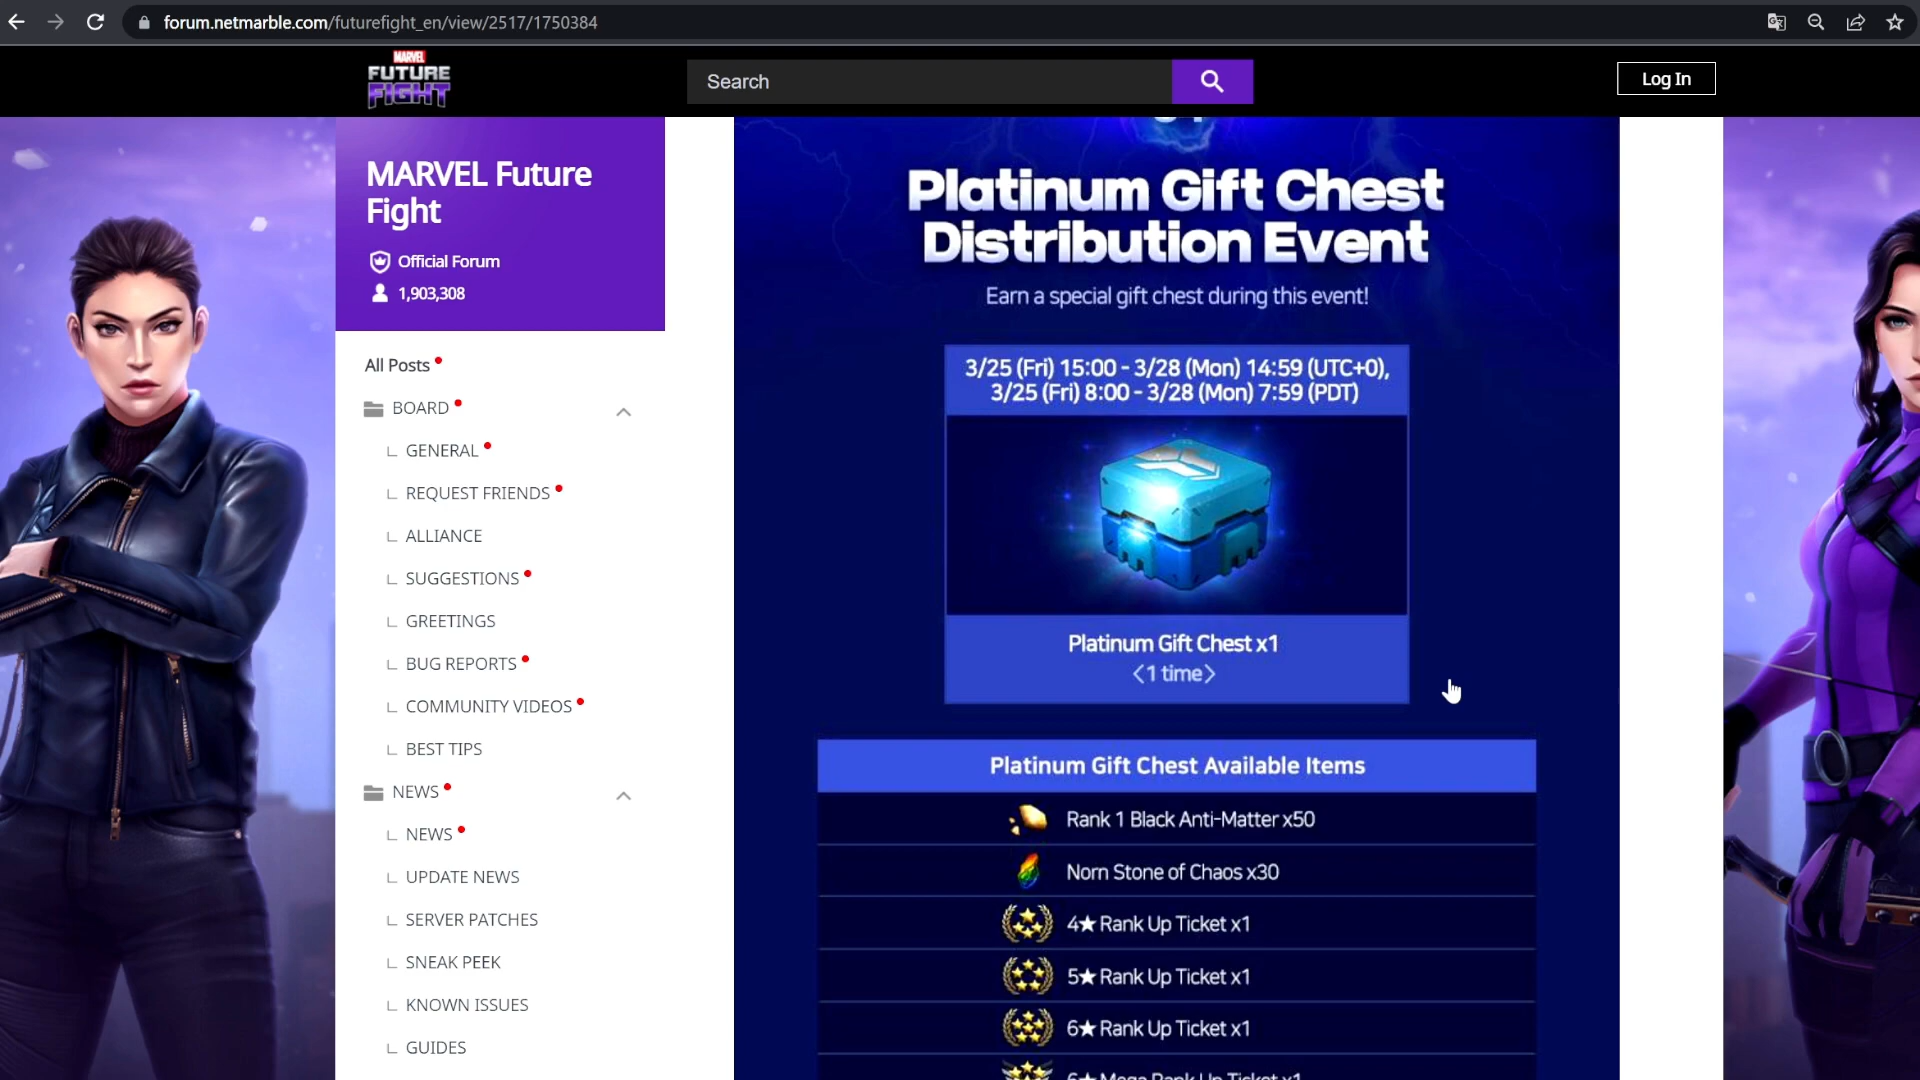 forum.netmarble.com/futurefight_en/view/2517/1750384
MARVEL
FUTURE
FIGHT
Search
Log In
MARVEL Future
Fight
Official Forum
1,903,308
All Posts
BOARD
GENERAL
REQUEST FRIENDS
ALLIANCE
SUGGESTIONS
GREETINGS
BUG REPORTS
COMMUNITY VIDEOS
BEST TIPS
NEWS
NEWS
UPDATE NEWS
SERVER PATCHES
SNEAK PEEK
KNOWN ISSUES
GUIDES
Platinum Gift Chest
Distribution Event
Earn a special gift chest during this event!
3/25 (Fri) 15:00 - 3/28 (Mon) 14:59 (UTC+0),
3/25 (Fri) 8:00 - 3/28 (Mon) 7:59 (PDT)
Platinum Gift Chest x1
<1 time>
Platinum Gift Chest Available Items
Rank 1 Black Anti-Matter x50
Norn Stone of Chaos x30
4★ Rank Up Ticket x1
5★ Rank Up Ticket x1
6★ Rank Up Ticket x1
6★ Mega Rank Up Ticket x1